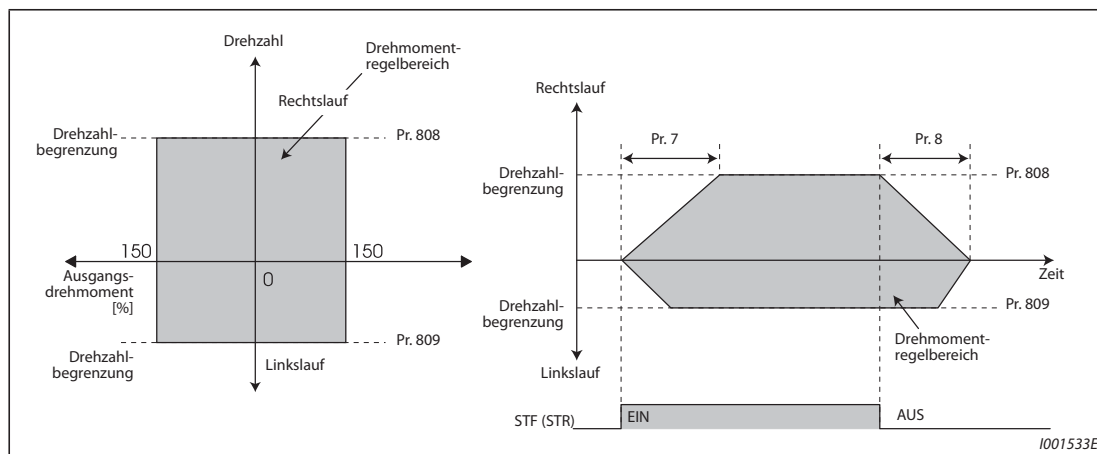 Drehzahl
Drehmoment-
regelbereich
Rechtslauf
Drehzahl-
begrenzung
Pr. 808
150
150
0
Ausgangs-
drehmoment
[%]
Drehzahl-
begrenzung
Pr. 809
Linkslauf
Rechtslauf
Pr. 7
Pr. 8
Drehzahl-
begrenzung
Pr. 808
Zeit
Drehzahl-
begrenzung
Pr. 809
Drehmoment-
regelbereich
Linkslauf
STF (STR)
EIN
AUS
I001533E